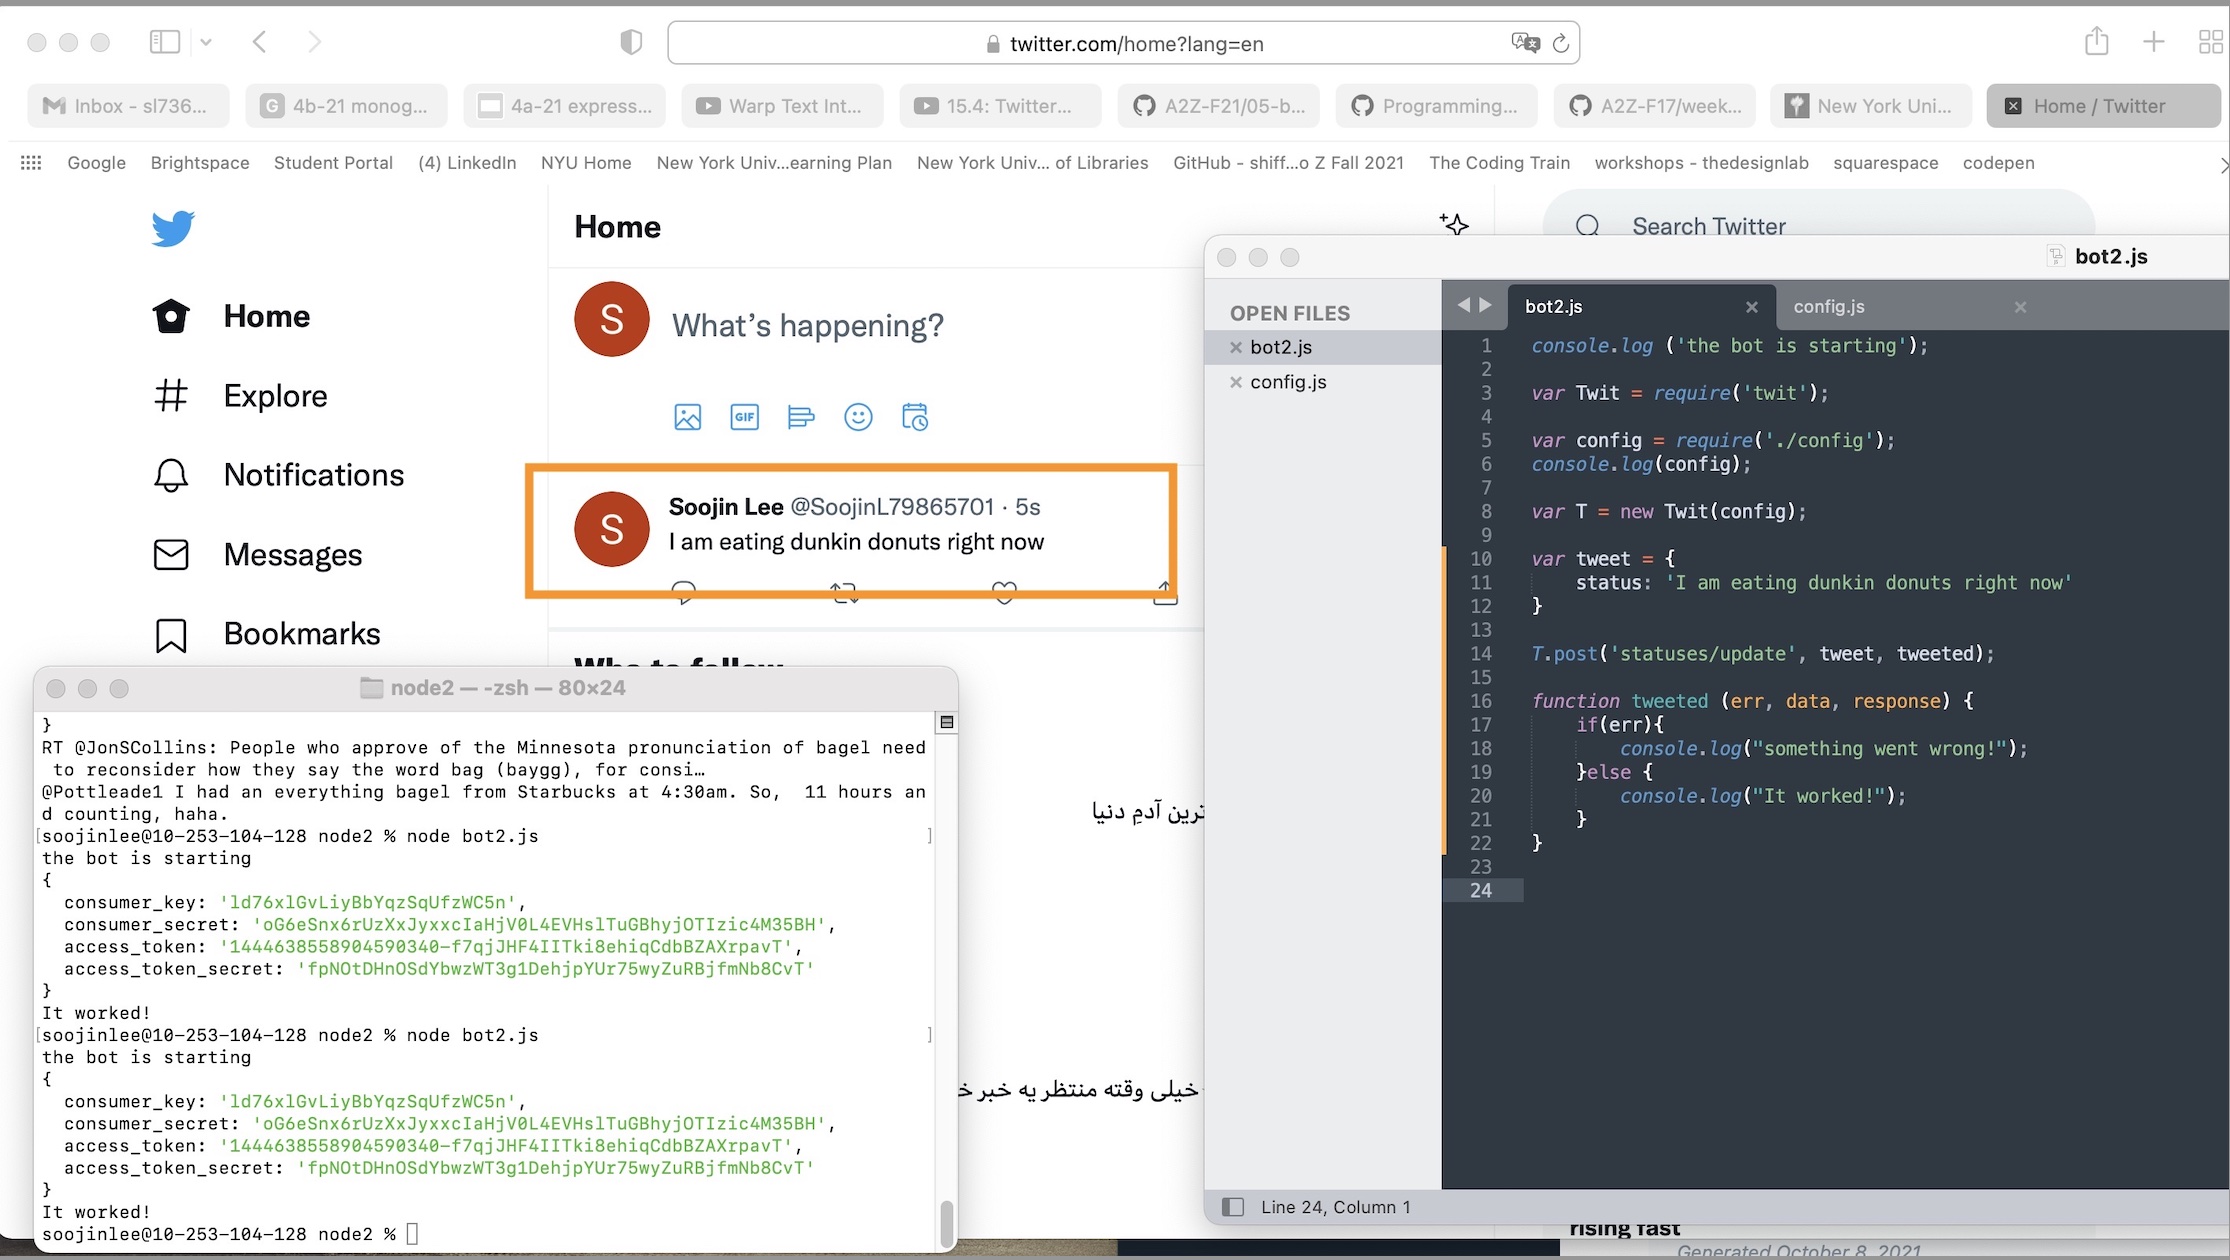 twitter.com/home?lang=en
Inbox - sl736...
4b-21 monog...
4a-21 express...
Warp Text Int...
15.4: Twitter...
A2Z-F21/05-b...
Programming...
A2Z-F17/week...
New York Uni...
Home / Twitter
Google Brightspace Student Portal (4) LinkedIn NYU Home New York Univ...earning Plan New York Univ... of Libraries GitHub - shiff...o Z Fall 2021 The Coding Train workshops - thedesignlab squarespace codepen
Home
Explore
Notifications
Messages
Bookmarks
Home
S
What's happening?
GIF
S
Soojin Lee @SoojinL79865701 · 5s
I am eating dunkin donuts right now
Who to follow
ترین آدمِ دنیا
خیلی وقته منتظر یه خبر
Search Twitter
node2 — -zsh — 80×24
}
RT @JonSCollins: People who approve of the Minnesota pronunciation of bagel need
to reconsider how they say the word bag (baygg), for consi…
@Pottleade1 I had an everything bagel from Starbucks at 4:30am. So,  11 hours an
d counting, haha.
[soojinlee@10-253-104-128 node2 % node bot2.js ]
the bot is starting
{
  consumer_key: 'ld76xlGvLiyBbYqzSqUfzWC5n',
  consumer_secret: 'oG6eSnx6rUzXxJyxxcIaHjV0L4EVHslTuGBhyjOTIzic4M35BH',
  access_token: '1444638558904590340-f7qjJHF4IITki8ehiqCdbBZAXrpavT',
  access_token_secret: 'fpNOtDHnOSdYbwzWT3g1DehjpYUr75wyZuRBjfmNb8CvT'
}
It worked!
[soojinlee@10-253-104-128 node2 % node bot2.js ]
the bot is starting
{
  consumer_key: 'ld76xlGvLiyBbYqzSqUfzWC5n',
  consumer_secret: 'oG6eSnx6rUzXxJyxxcIaHjV0L4EVHslTuGBhyjOTIzic4M35BH',
  access_token: '1444638558904590340-f7qjJHF4IITki8ehiqCdbBZAXrpavT',
  access_token_secret: 'fpNOtDHnOSdYbwzWT3g1DehjpYUr75wyZuRBjfmNb8CvT'
}
It worked!
soojinlee@10-253-104-128 node2 %
bot2.js
OPEN FILES
bot2.js
config.js
bot2.js
config.js
1 console.log ('the bot is starting');
2
3 var Twit = require('twit');
4
5 var config = require('./config');
6 console.log(config);
7
8 var T = new Twit(config);
9
10 var tweet = {
11     status: 'I am eating dunkin donuts right now'
12 }
13
14 T.post('statuses/update', tweet, tweeted);
15
16 function tweeted (err, data, response) {
17     if(err){
18         console.log("something went wrong!");
19     }else {
20         console.log("It worked!");
21     }
22 }
23
24
Line 24, Column 1
rising fast
Generated October 8, 2021